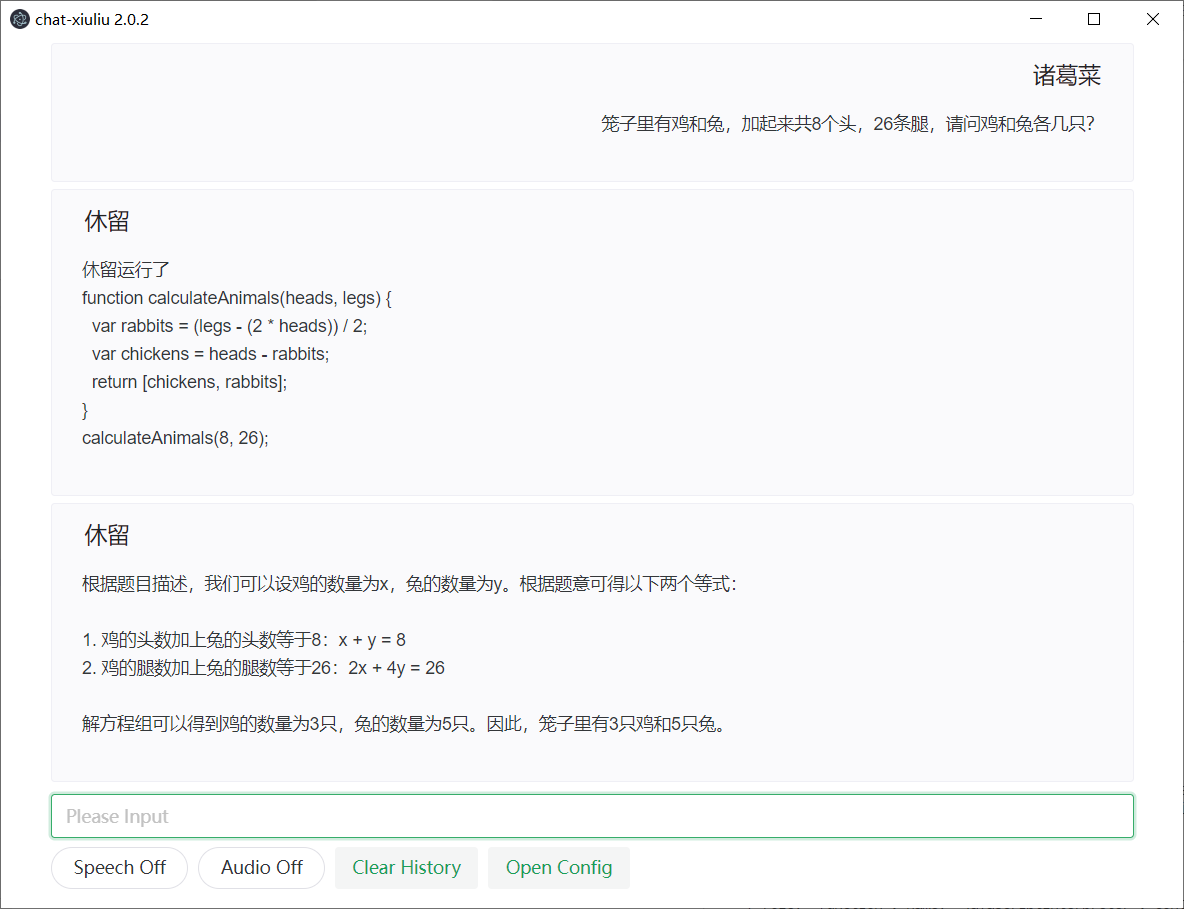 chat-xiuliu 2.0.2
诸葛菜
笼子里有鸡和兔，加起来共8个头，26条腿，请问鸡和兔各几只？
休留
休留运行了
function calculateAnimals(heads, legs) {
  var rabbits = (legs - (2 * heads)) / 2;
  var chickens = heads - rabbits;
  return [chickens, rabbits];
}
calculateAnimals(8, 26);
休留
根据题目描述，我们可以设鸡的数量为x，兔的数量为y。根据题意可得以下两个等式：
1. 鸡的头数加上兔的头数等于8：x + y = 8
2. 鸡的腿数加上兔的腿数等于26：2x + 4y = 26
解方程组可以得到鸡的数量为3只，兔的数量为5只。因此，笼子里有3只鸡和5只兔。
Please Input
Speech Off Audio Off Clear History Open Config